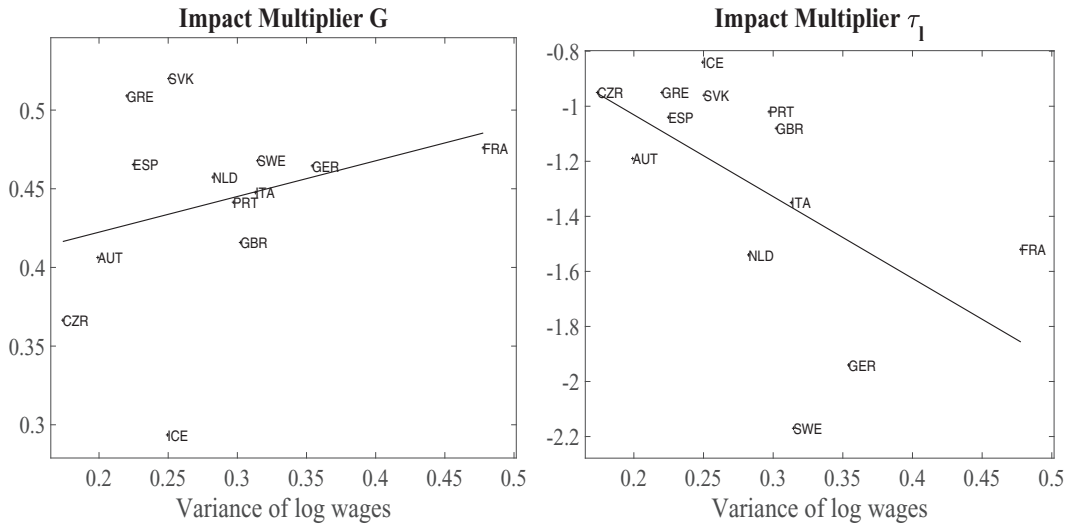 Impact Multiplier G
0.5
0.45
0.4
0.35
0.3
SVK
GRE
ESP
SWE
GER
FRA
NLD
ITA
PRT
GBR
AUT
CZR
ICE
0.2 0.25 0.3 0.35 0.4 0.45 0.5
Variance of log wages
Impact Multiplier τl
-0.8
-1
-1.2
-1.4
-1.6
-1.8
-2
-2.2
ICE
CZR
GRE
SVK
ESP
PRT
GBR
AUT
ITA
NLD
FRA
GER
SWE
0.2 0.25 0.3 0.35 0.4 0.45 0.5
Variance of log wages